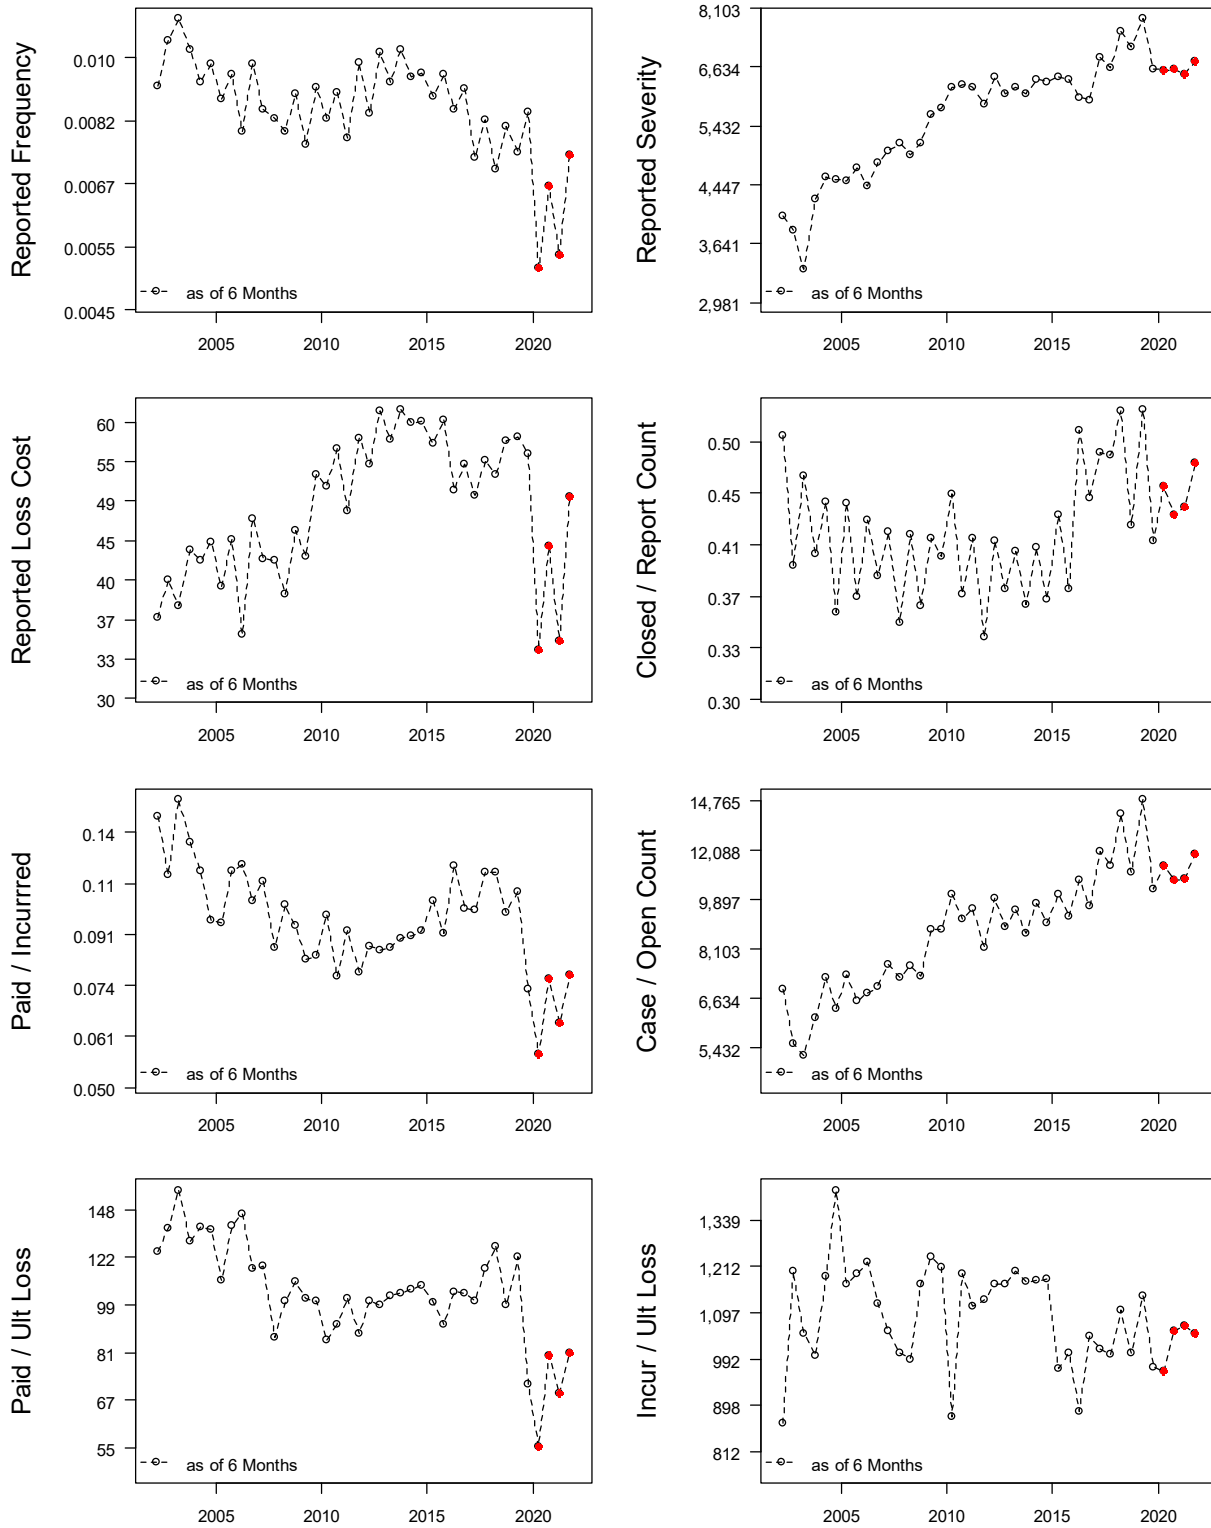 Reported Frequency
0.010
0.0082
0.0067
0.0055
0.0045
as of 6 Months
2005 2010 2015 2020
Reported Severity
8,103
6,634
5,432
4,447
3,641
2,981
as of 6 Months
2005 2010 2015 2020
Reported Loss Cost
60
55
49
45
40
37
33
30
as of 6 Months
2005 2010 2015 2020
Closed / Report Count
0.50
0.45
0.41
0.37
0.33
0.30
as of 6 Months
2005 2010 2015 2020
Paid / Incurrred
0.14
0.11
0.091
0.074
0.061
0.050
as of 6 Months
2005 2010 2015 2020
Case / Open Count
14,765
12,088
9,897
8,103
6,634
5,432
as of 6 Months
2005 2010 2015 2020
Paid / Ult Loss
148
122
99
81
67
55
as of 6 Months
2005 2010 2015 2020
Incur / Ult Loss
1,339
1,212
1,097
992
898
812
as of 6 Months
2005 2010 2015 2020